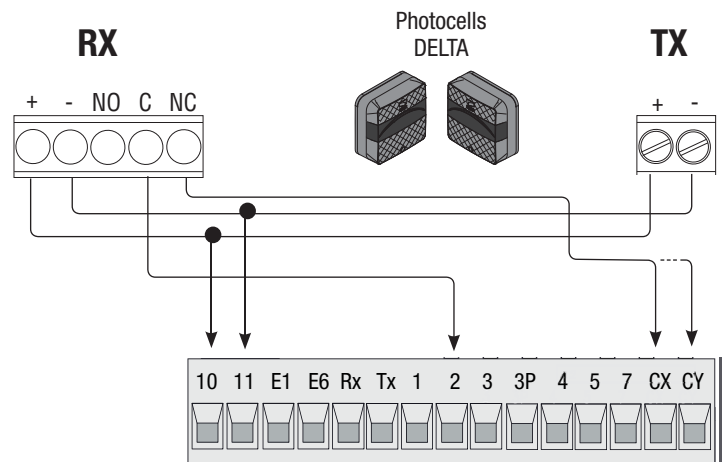 Photocells
DELTA
RX
TX
+ - NO C NC
+ -
10 11 E1 E6 Rx Tx 1 2 3 3P 4 5 7 CX CY